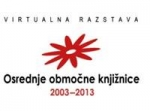 VIRTUALNA RAZSTAVA
Osrednje območne knjižnice
2003–2013